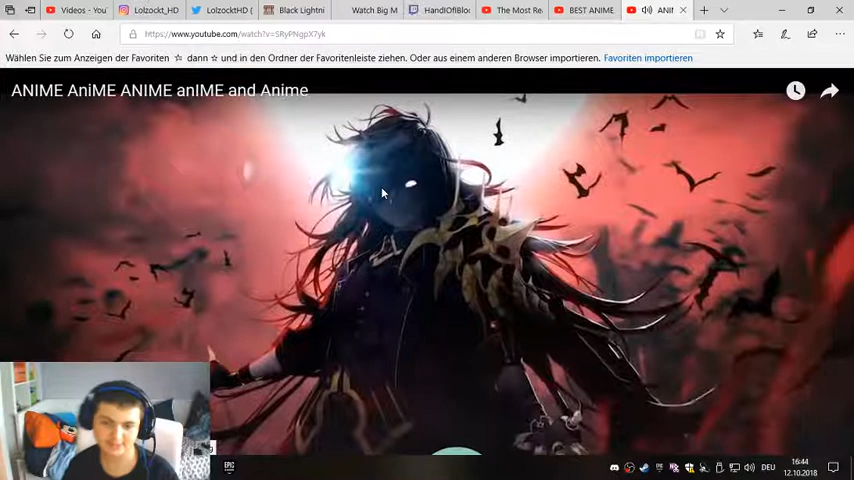 Videos - You
Lolzockt_HD
LolzocktHD (
Black Lightni
Watch Big M
HandIOfIBloo
The Most Re
BEST ANIME
ANI
https://www.youtube.com/watch?v=SRyPNgpX7yk
Wählen Sie zum Anzeigen der Favoriten ☆ dann ☆ und in den Ordner der Favoritenleiste ziehen. Oder aus einem anderen Browser importieren. Favoriten importieren
ANIME AniME ANIME anIME and Anime
EPIC
DEU
16:44
12.10.2018